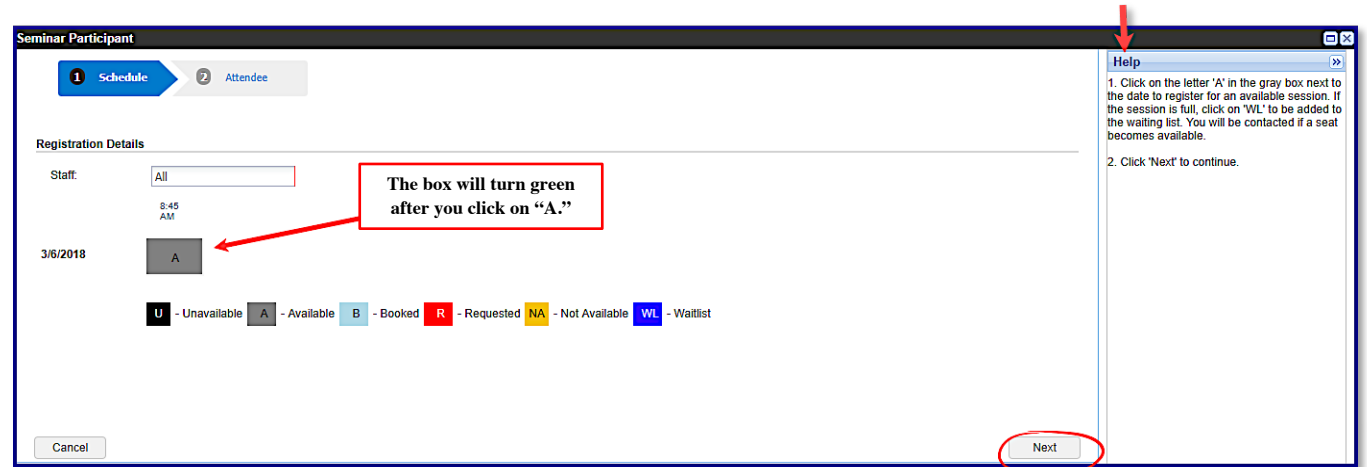 Seminar Participant
1 Schedule 2 Attendee
Registration Details
Staff: All
8:45
AM
3/6/2018 A
The box will turn green
after you click on “A.”
U - Unavailable A - Available B - Booked R - Requested NA - Not Available WL - Waitlist
Cancel Next
Help
1. Click on the letter 'A' in the gray box next to
the date to register for an available session. If
the session is full, click on 'WL' to be added to
the waiting list. You will be contacted if a seat
becomes available.
2. Click 'Next' to continue.